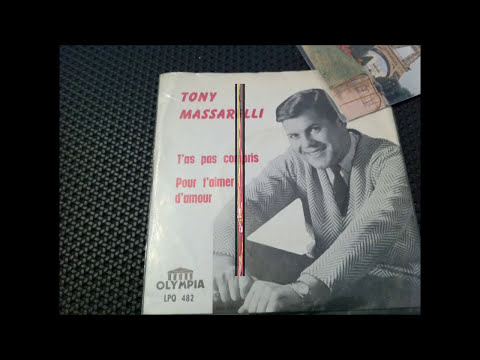 TONY
MASSARELLI
T'as pas compris
Pour t'aimer
d'amour
OLYMPIA
LPO 482